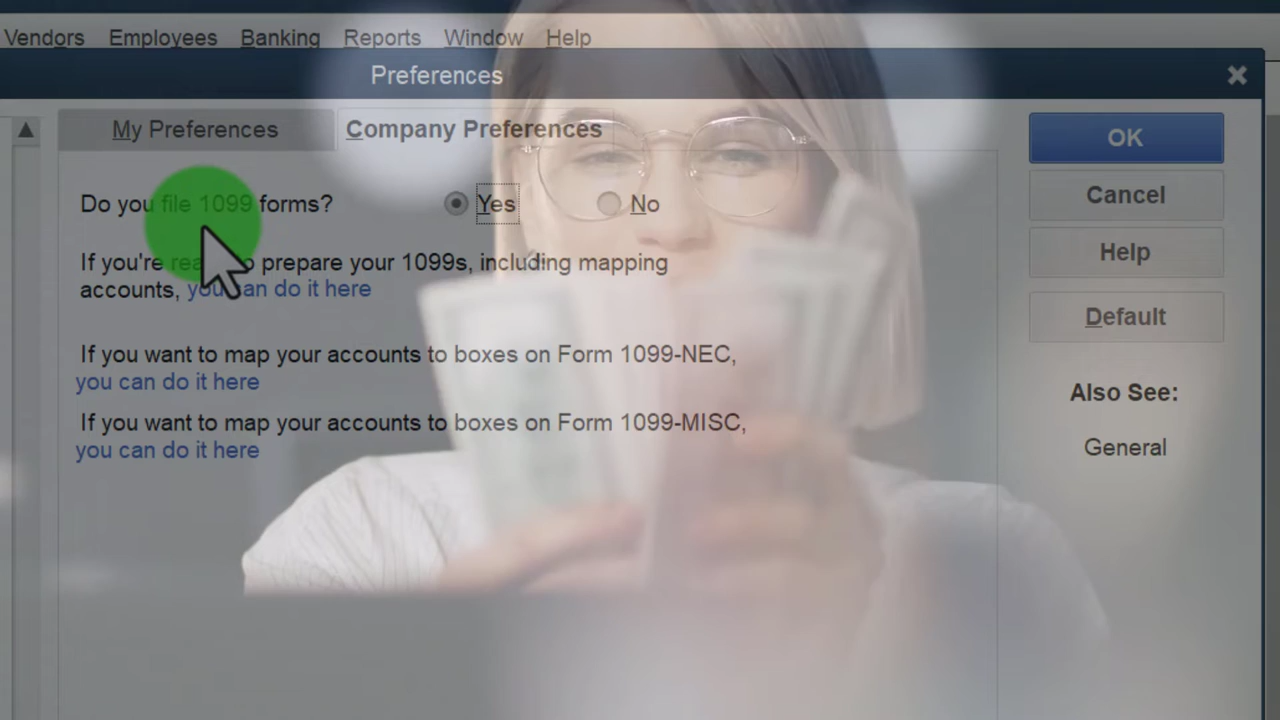 Vendors Employees Banking Reports Window Help
Preferences
My Preferences Company Preferences
OK
Cancel
Help
Default
Also See:
General
Do you file 1099 forms? Yes No
If you're ready to prepare your 1099s, including mapping
accounts, you can do it here
If you want to map your accounts to boxes on Form 1099-NEC,
you can do it here
If you want to map your accounts to boxes on Form 1099-MISC,
you can do it here